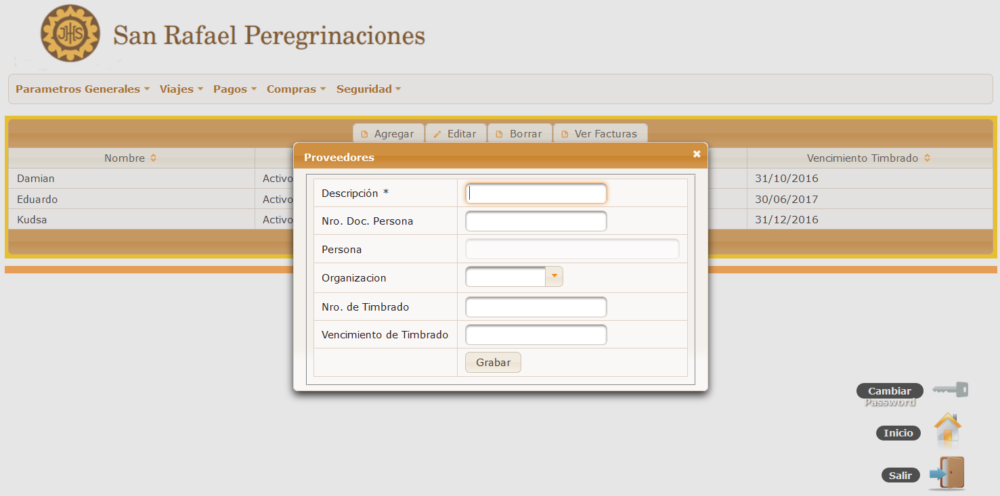 JHS
San Rafael Peregrinaciones
Parametros Generales Viajes Pagos Compras Seguridad
Agregar Editar Borrar Ver Facturas
Nombre Vencimiento Timbrado
Damian Activo 31/10/2016
Eduardo Activo 30/06/2017
Kudsa Activo 31/12/2016
Proveedores
Descripción *
Nro. Doc. Persona
Persona
Organizacion
Nro. de Timbrado
Vencimiento de Timbrado
Grabar
Cambiar
Password
Inicio
Salir